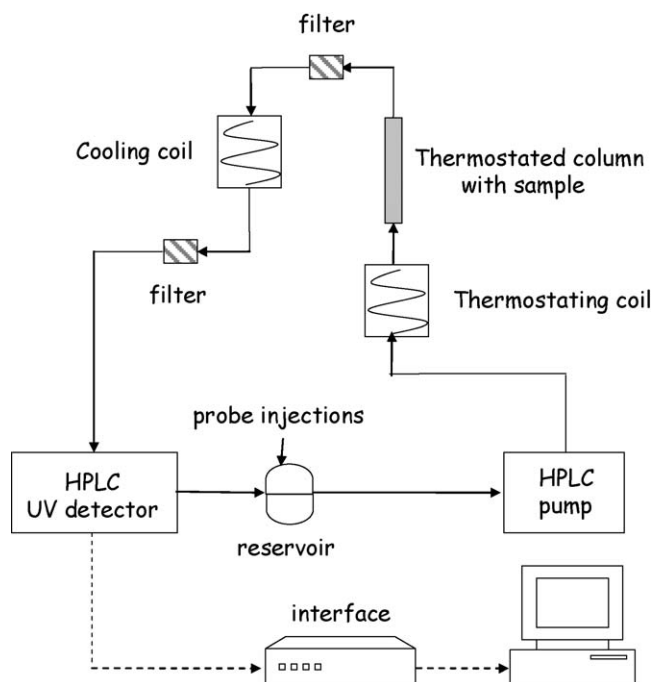 filter
Cooling coil
Thermostated column
with sample
filter
Thermostating coil
probe injections
HPLC
UV detector
HPLC
pump
reservoir
interface